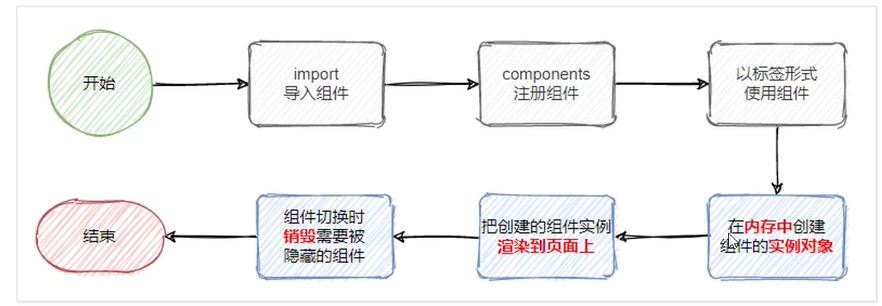 开始
import
导入组件
components
注册组件
以标签形式
使用组件
在内存中创建
组件的实例对象
把创建的组件实例
渲染到页面上
组件切换时
销毁需要被
隐藏的组件
结束